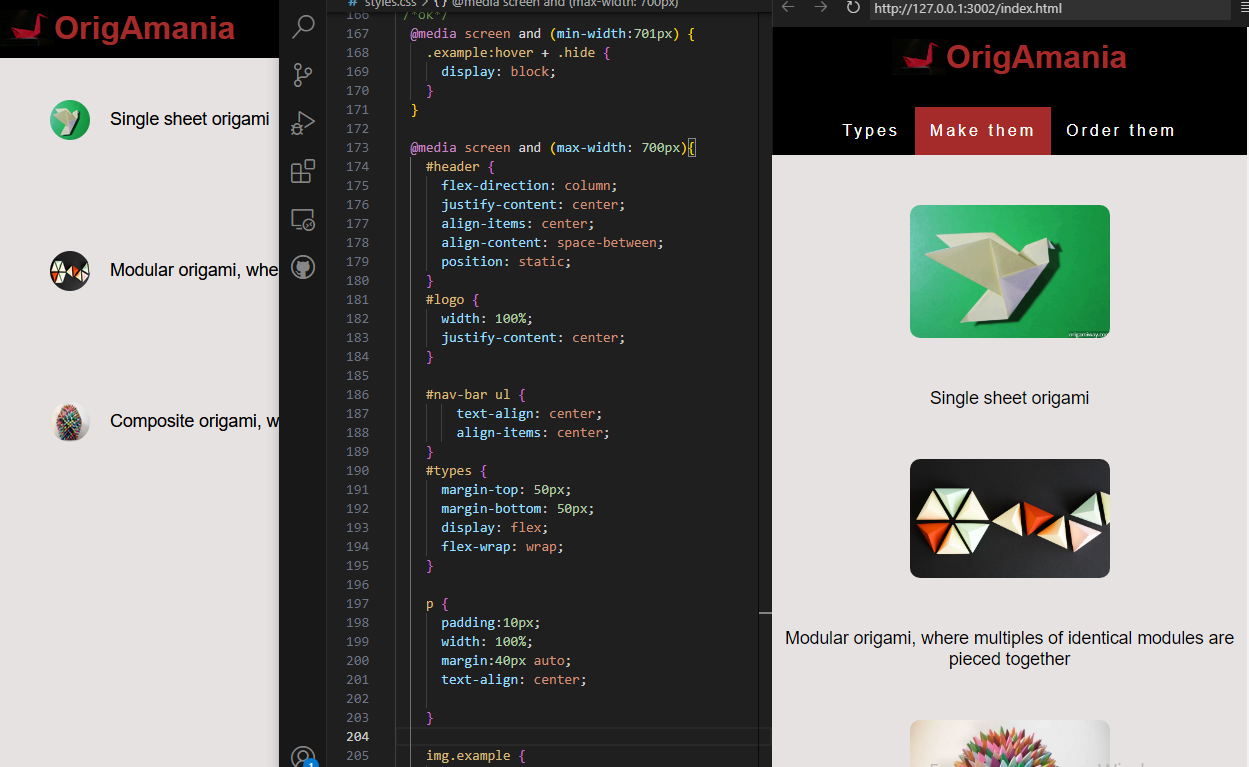 OrigAmania
Single sheet origami
Modular origami, whe
Composite origami, w
# styles.css > { } @media screen and (max-width: 700px)
166 /*ok*/
167 @media screen and (min-width:701px) {
168 .example:hover + .hide {
169 display: block;
170 }
171 }
172
173 @media screen and (max-width: 700px){
174 #header {
175 flex-direction: column;
176 justify-content: center;
177 align-items: center;
178 align-content: space-between;
179 position: static;
180 }
181 #logo {
182 width: 100%;
183 justify-content: center;
184 }
185
186 #nav-bar ul {
187 text-align: center;
188 align-items: center;
189 }
190 #types {
191 margin-top: 50px;
192 margin-bottom: 50px;
193 display: flex;
194 flex-wrap: wrap;
195 }
196
197 p {
198 padding:10px;
199 width: 100%;
200 margin:40px auto;
201 text-align: center;
202
203 }
204
205 img.example {
1
http://127.0.0.1:3002/index.html
OrigAmania
Types Make them Order them
Single sheet origami
Modular origami, where multiples of identical modules are
pieced together